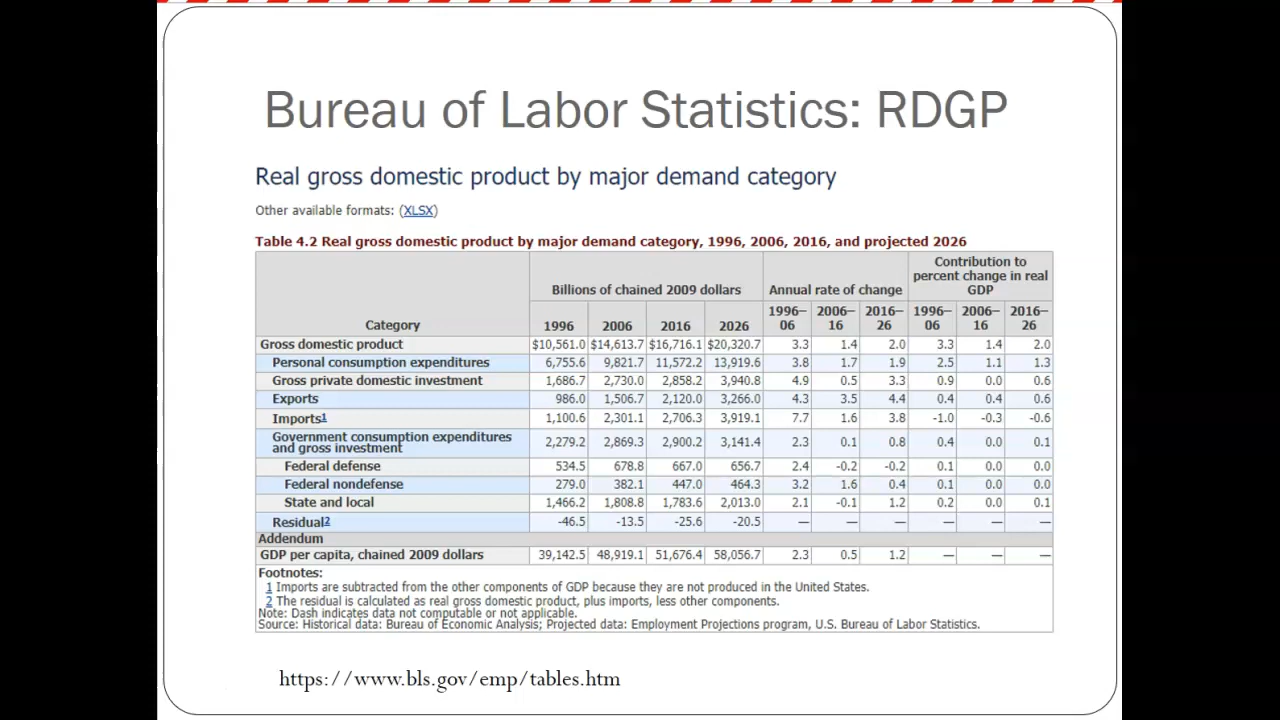 Bureau of Labor Statistics: RDGP
Real gross domestic product by major demand category
Other available formats: (XLSX)
Table 4.2 Real gross domestic product by major demand category, 1996, 2006, 2016, and projected 2026
Category Billions of chained 2009 dollars Annual rate of change Contribution to percent change in real GDP
1996 2006 2016 2026 1996–06 2006–16 2016–26 1996–06 2006–16 2016–26
Gross domestic product $10,561.0 $14,613.7 $16,716.1 $20,320.7 3.3 1.4 2.0 3.3 1.4 2.0
Personal consumption expenditures 6,755.6 9,821.7 11,572.2 13,919.6 3.8 1.7 1.9 2.5 1.1 1.3
Gross private domestic investment 1,686.7 2,730.0 2,858.2 3,940.8 4.9 0.5 3.3 0.9 0.0 0.6
Exports 986.0 1,506.7 2,120.0 3,266.0 4.3 3.5 4.4 0.4 0.4 0.6
Imports1 1,100.6 2,301.1 2,706.3 3,919.1 7.7 1.6 3.8 -1.0 -0.3 -0.6
Government consumption expenditures
and gross investment 2,279.2 2,869.3 2,900.2 3,141.4 2.3 0.1 0.8 0.4 0.0 0.1
Federal defense 534.5 678.8 667.0 656.7 2.4 -0.2 -0.2 0.1 0.0 0.0
Federal nondefense 279.0 382.1 447.0 464.3 3.2 1.6 0.4 0.1 0.0 0.0
State and local 1,466.2 1,808.8 1,783.6 2,013.0 2.1 -0.1 1.2 0.2 0.0 0.1
Residual2 -46.5 -13.5 -25.6 -20.5 — — — — — —
Addendum
GDP per capita, chained 2009 dollars 39,142.5 48,919.1 51,676.4 58,056.7 2.3 0.5 1.2 — — —
Footnotes:
1 Imports are subtracted from the other components of GDP because they are not produced in the United States.
2 The residual is calculated as real gross domestic product, plus imports, less other components.
Note: Dash indicates data not computable or not applicable.
Source: Historical data: Bureau of Economic Analysis; Projected data: Employment Projections program, U.S. Bureau of Labor Statistics.
https://www.bls.gov/emp/tables.htm